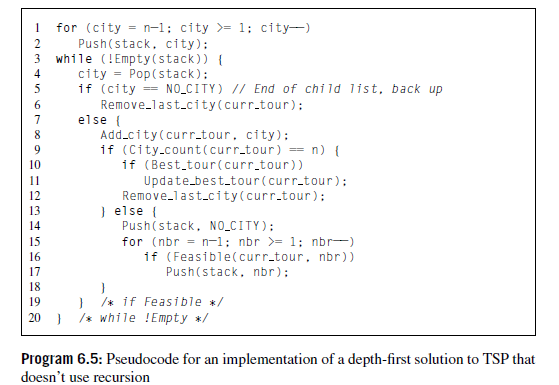 1 for (city = n-1; city >= 1; city--)
2 Push(stack, city);
3 while (!Empty(stack)) {
4 city = Pop(stack);
5 if (city == NO_CITY) // End of child list, back up
6 Remove_last_city(curr_tour);
7 else {
8 Add_city(curr_tour, city);
9 if (City_count(curr_tour) == n) {
10 if (Best_tour(curr_tour))
11 Update_best_tour(curr_tour);
12 Remove_last_city(curr_tour);
13 } else {
14 Push(stack, NO_CITY);
15 for (nbr = n-1; nbr >= 1; nbr--)
16 if (Feasible(curr_tour, nbr))
17 Push(stack, nbr);
18 }
19 } /* if Feasible */
20 } /* while !Empty */
Program 6.5: Pseudocode for an implementation of a depth-first solution to TSP that
doesn't use recursion